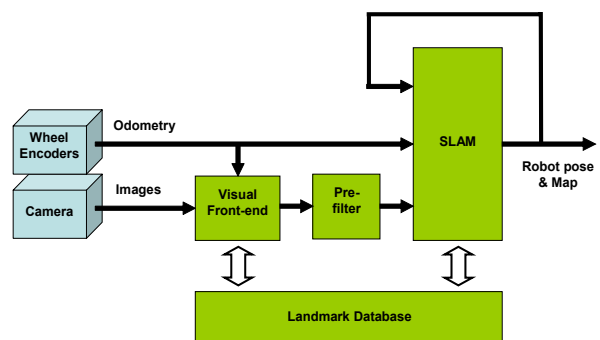 Wheel
Encoders
Odometry
SLAM
Robot pose
& Map
Camera
Images
Visual
Front-end
Pre-
filter
Landmark Database